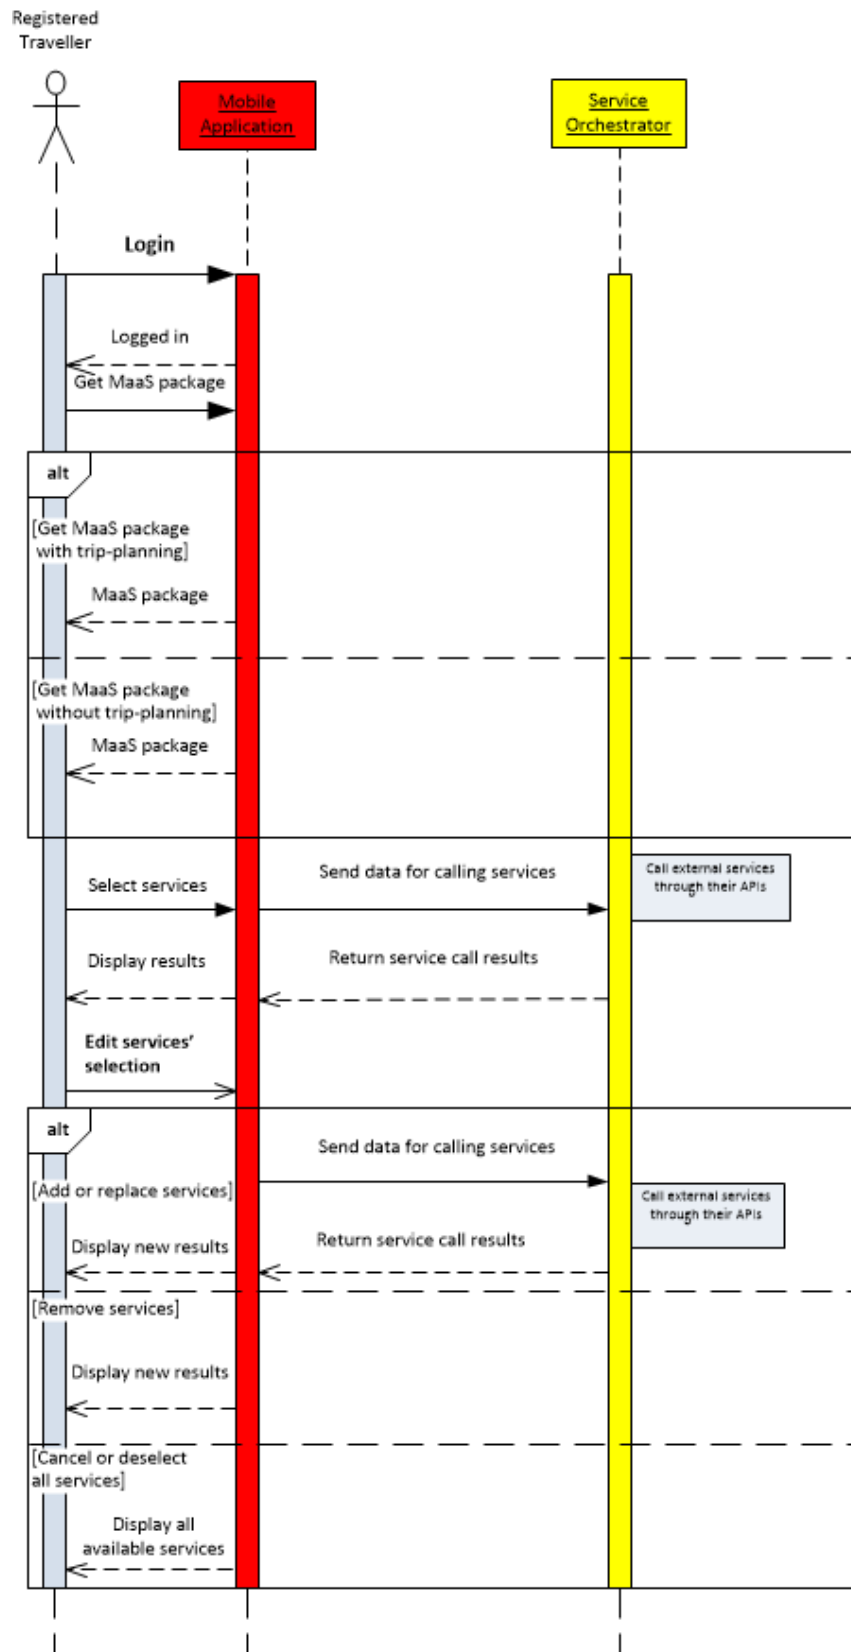 Registered
Traveller
Mobile
Application
Service
Orchestrator
Login
Logged in
Get MaaS package
alt
[Get MaaS package
with trip-planning]
MaaS package
[Get MaaS package
without trip-planning]
MaaS package
Select services
Send data for calling services
Call external services
through their APIs
Display results
Return service call results
Edit services’
selection
alt
Send data for calling services
[Add or replace services]
Call external services
through their APIs
Display new results
Return service call results
[Remove services]
Display new results
[Cancel or deselect
all services]
Display all
available services